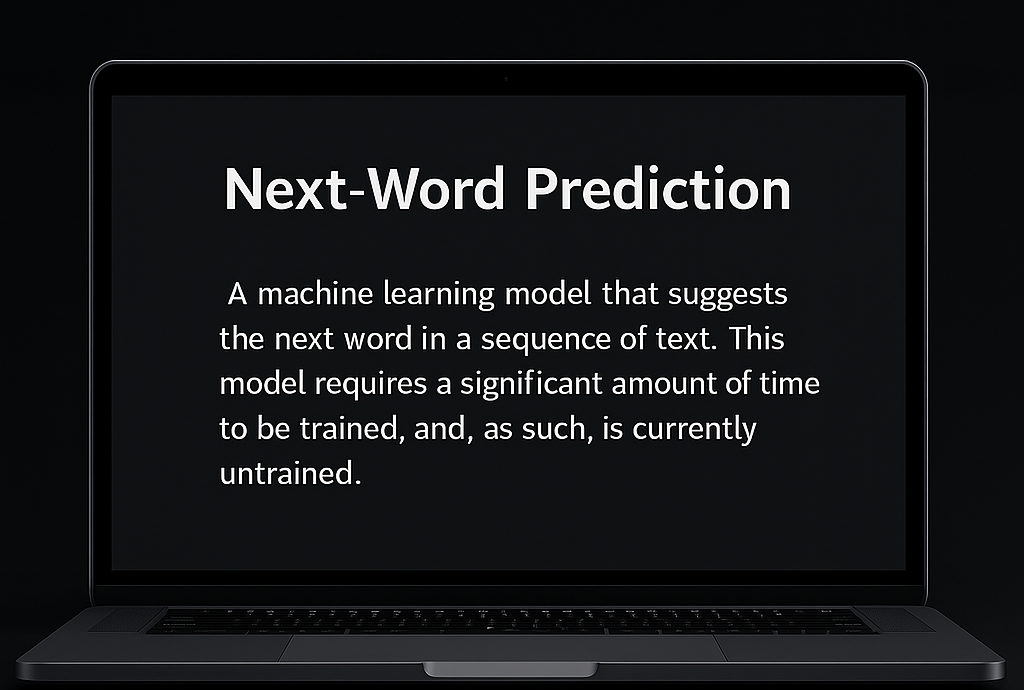 Next-Word Prediction
A machine learning model that suggests
the next word in a sequence of text. This
model requires a significant amount of time
to be trained, and, as such, is currently
untrained.